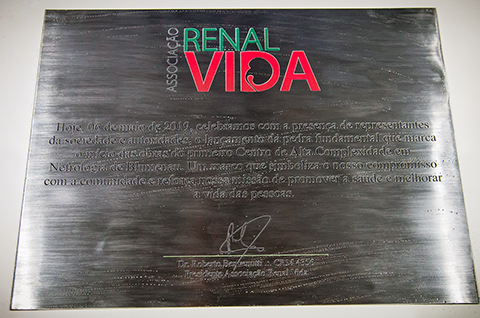 ASSOCIAÇÃO
RENAL
VIDA
Hoje, 06 de maio de 2019, celebramos com a presença de representantes
da sociedade e autoridades, o lançamento da pedra fundamental que marca
o início das obras do primeiro Centro de Alta Complexidade em
Nefrologia de Blumenau. Um marco que simboliza o nosso compromisso
com a comunidade e reforça nossa missão de promover a saúde e melhorar
a vida das pessoas.
Dr. Roberto Benvenutti
Presidente Associação Renal Vida